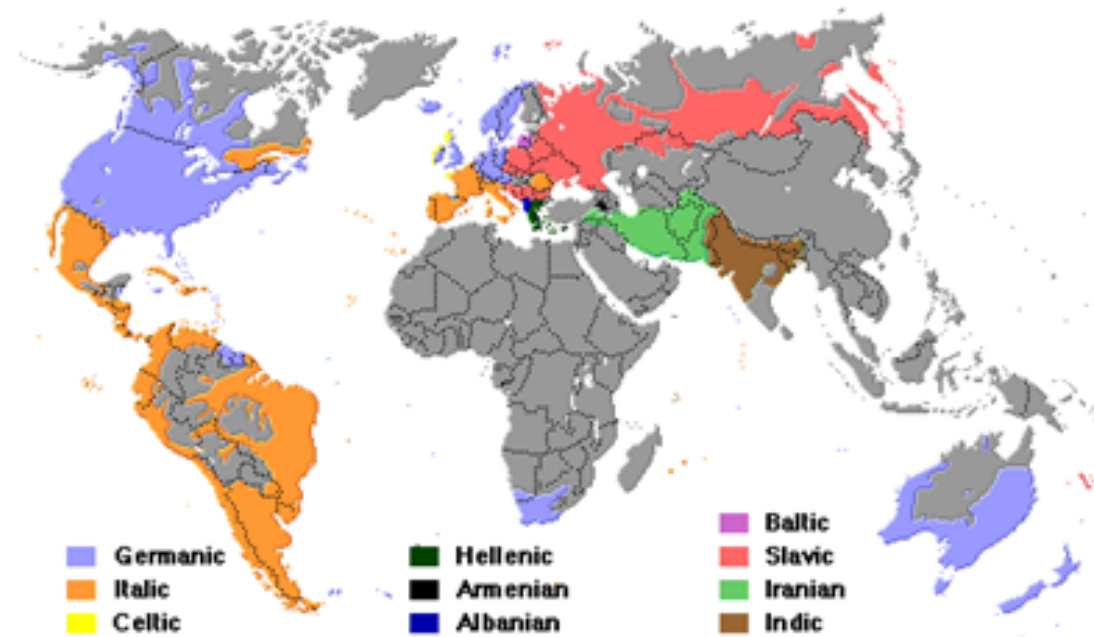 Germanic
Italic
Celtic
Hellenic
Armenian
Albanian
Baltic
Slavic
Iranian
Indic